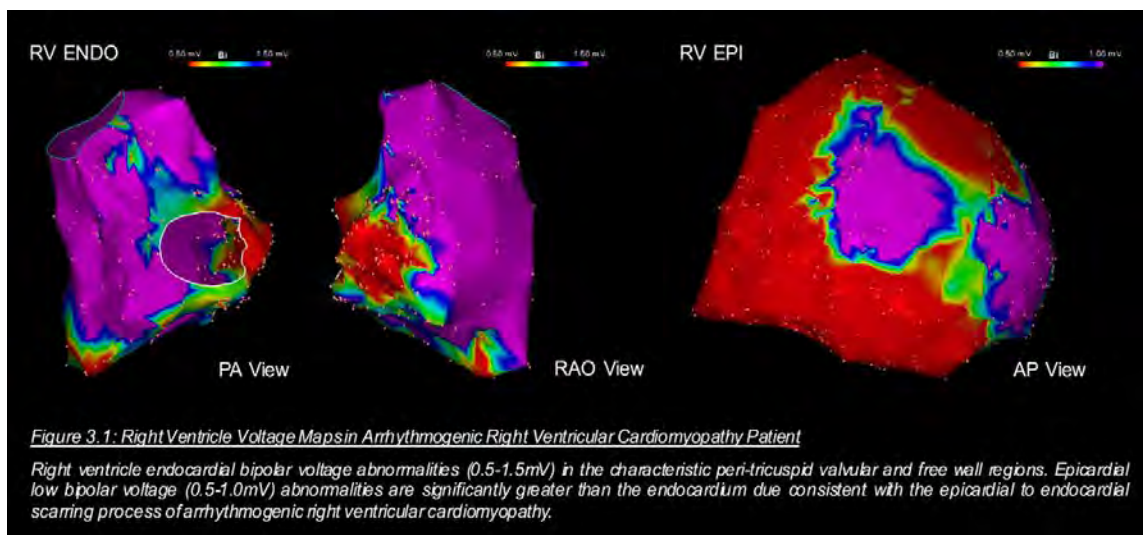 RV ENDO
0.50 mV Bi 1.50 mV
0.50 mV Bi 1.50 mV
RV EPI
0.50 mV Bi 1.00 mV
PA View
RAO View
AP View
Figure 3.1: Right Ventricle Voltage Maps in Arrhythmogenic Right Ventricular Cardiomyopathy Patient
Right ventricle endocardial bipolar voltage abnormalities (0.5-1.5mV) in the characteristic peri-tricuspid valvular and free wall regions. Epicardial
low bipolar voltage (0.5-1.0mV) abnormalities are significantly greater than the endocardium due consistent with the epicardial to endocardial
scarring process of arrhythmogenic right ventricular cardiomyopathy.